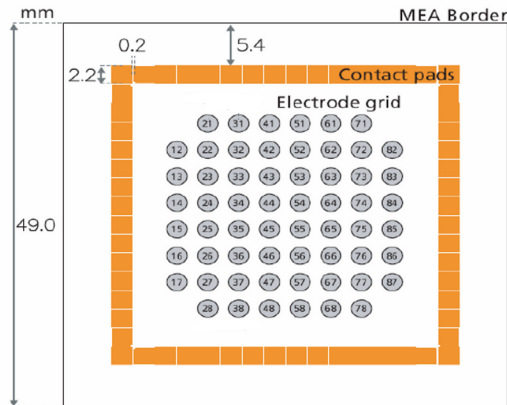 mm
MEA Border
0.2
5.4
2.2
Contact pads
Electrode grid
21 31 41 51 61 71
12 22 32 42 52 62 72 82
13 23 33 43 53 63 73 83
14 24 34 44 54 64 74 84
49.0
15 25 35 45 55 65 75 85
16 26 36 46 56 66 76 86
17 27 37 47 57 67 77 87
28 38 48 58 68 78